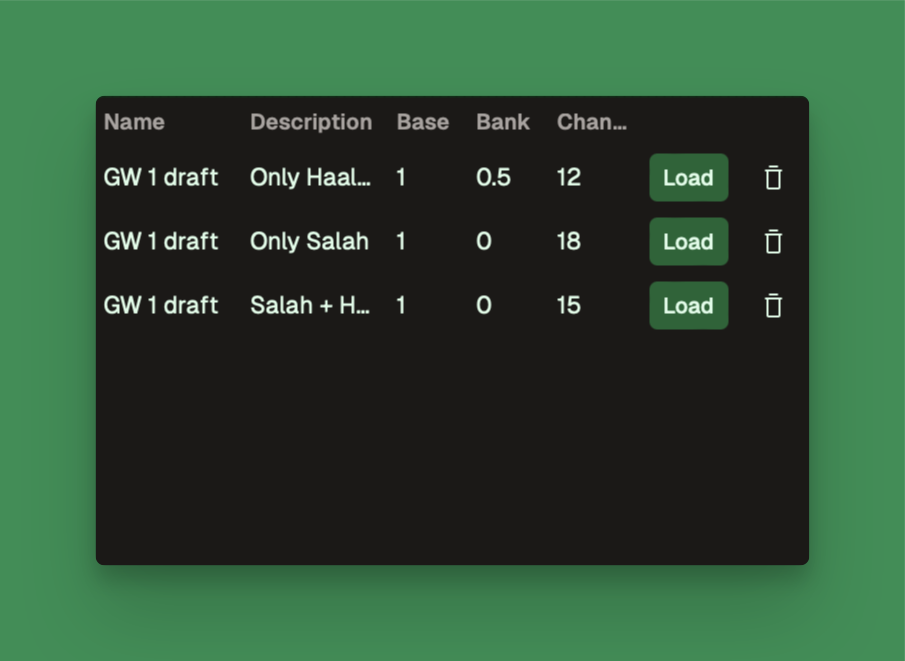 Name Description Base Bank Chan...
GW 1 draft Only Haal... 1 0.5 12 Load
GW 1 draft Only Salah 1 0 18 Load
GW 1 draft Salah + H... 1 0 15 Load